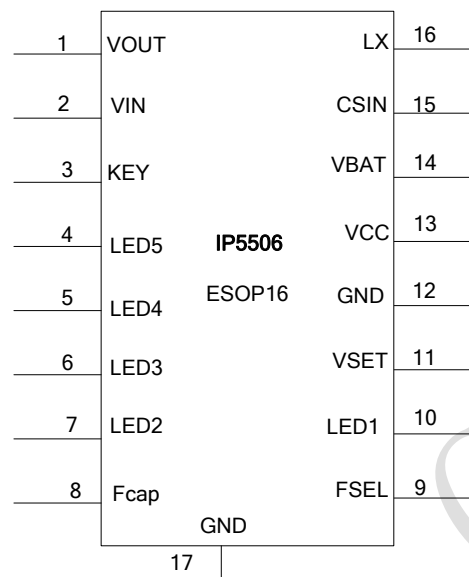 1 VOUT LX 16
2 VIN CSIN 15
3 KEY VBAT 14
4 LED5 VCC 13
IP5506
5 LED4 ESOP16 GND 12
6 LED3 VSET 11
7 LED2 LED1 10
8 Fcap FSEL 9
GND
17